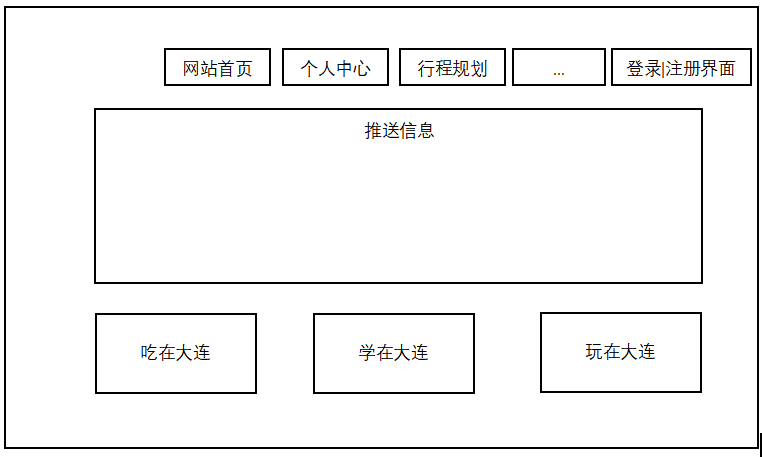 网站首页
个人中心
行程规划
...
登录|注册界面
推送信息
吃在大连
学在大连
玩在大连